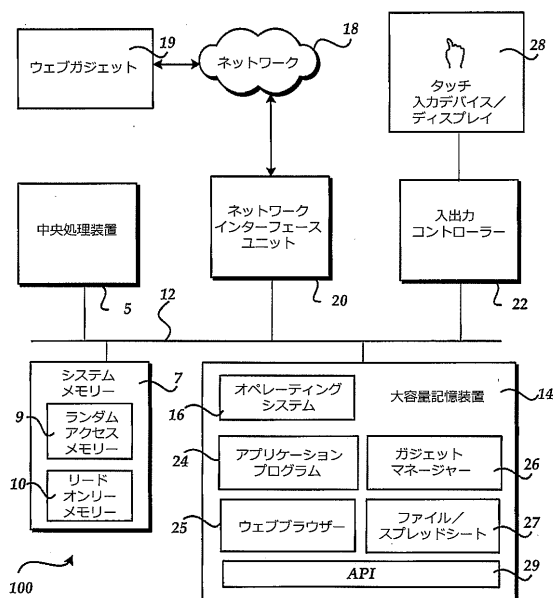 19
ウェブガジェット
ネットワーク
18
28
タッチ
入力デバイス／
ディスプレイ
中央処理装置
5
ネットワーク
インターフェース
ユニット
20
入出力
コントローラー
22
12
システム
メモリー
7
9
ランダム
アクセス
メモリー
10
リード
オンリー
メモリー
100
オペレーティング
システム
16
大容量記憶装置
14
24
アプリケーション
プログラム
ガジェット
マネージャー
26
25
ウェブブラウザー
ファイル／
スプレッドシート
27
API
29